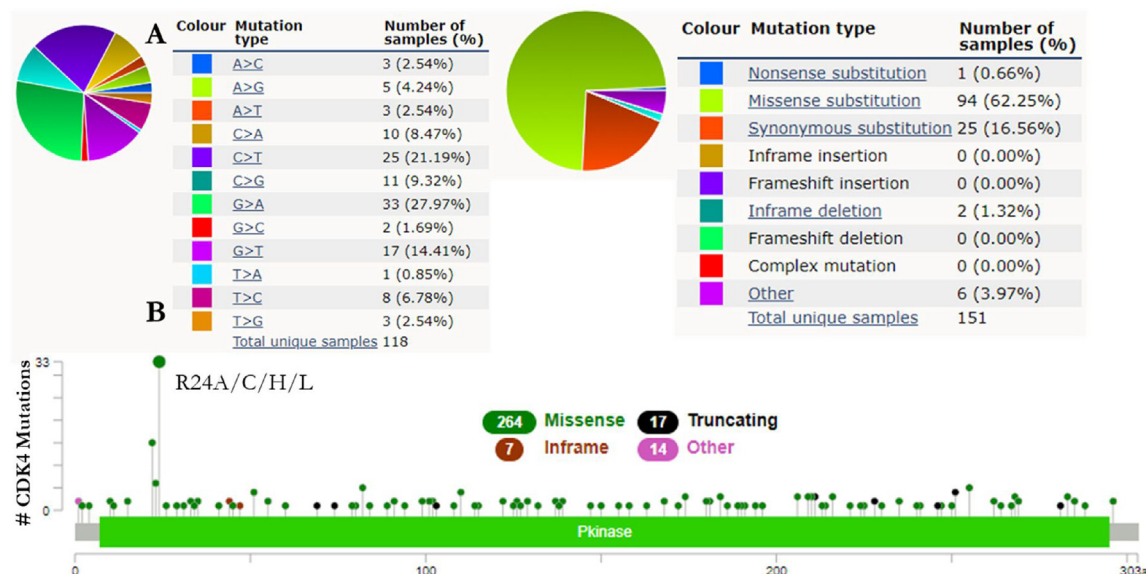 A
Colour Mutation type Number of samples (%)
A>C 3 (2.54%)
A>G 5 (4.24%)
A>T 3 (2.54%)
C>A 10 (8.47%)
C>T 25 (21.19%)
C>G 11 (9.32%)
G>A 33 (27.97%)
G>C 2 (1.69%)
G>T 17 (14.41%)
T>A 1 (0.85%)
T>C 8 (6.78%)
T>G 3 (2.54%)
Total unique samples 118
Colour Mutation type Number of samples (%)
Nonsense substitution 1 (0.66%)
Missense substitution 94 (62.25%)
Synonymous substitution 25 (16.56%)
Inframe insertion 0 (0.00%)
Frameshift insertion 0 (0.00%)
Inframe deletion 2 (1.32%)
Frameshift deletion 0 (0.00%)
Complex mutation 0 (0.00%)
Other 6 (3.97%)
Total unique samples 151
B
# CDK4 Mutations
33
0
R24A/C/H/L
264 Missense 17 Truncating
7 Inframe 14 Other
Pkinase
0 100 200